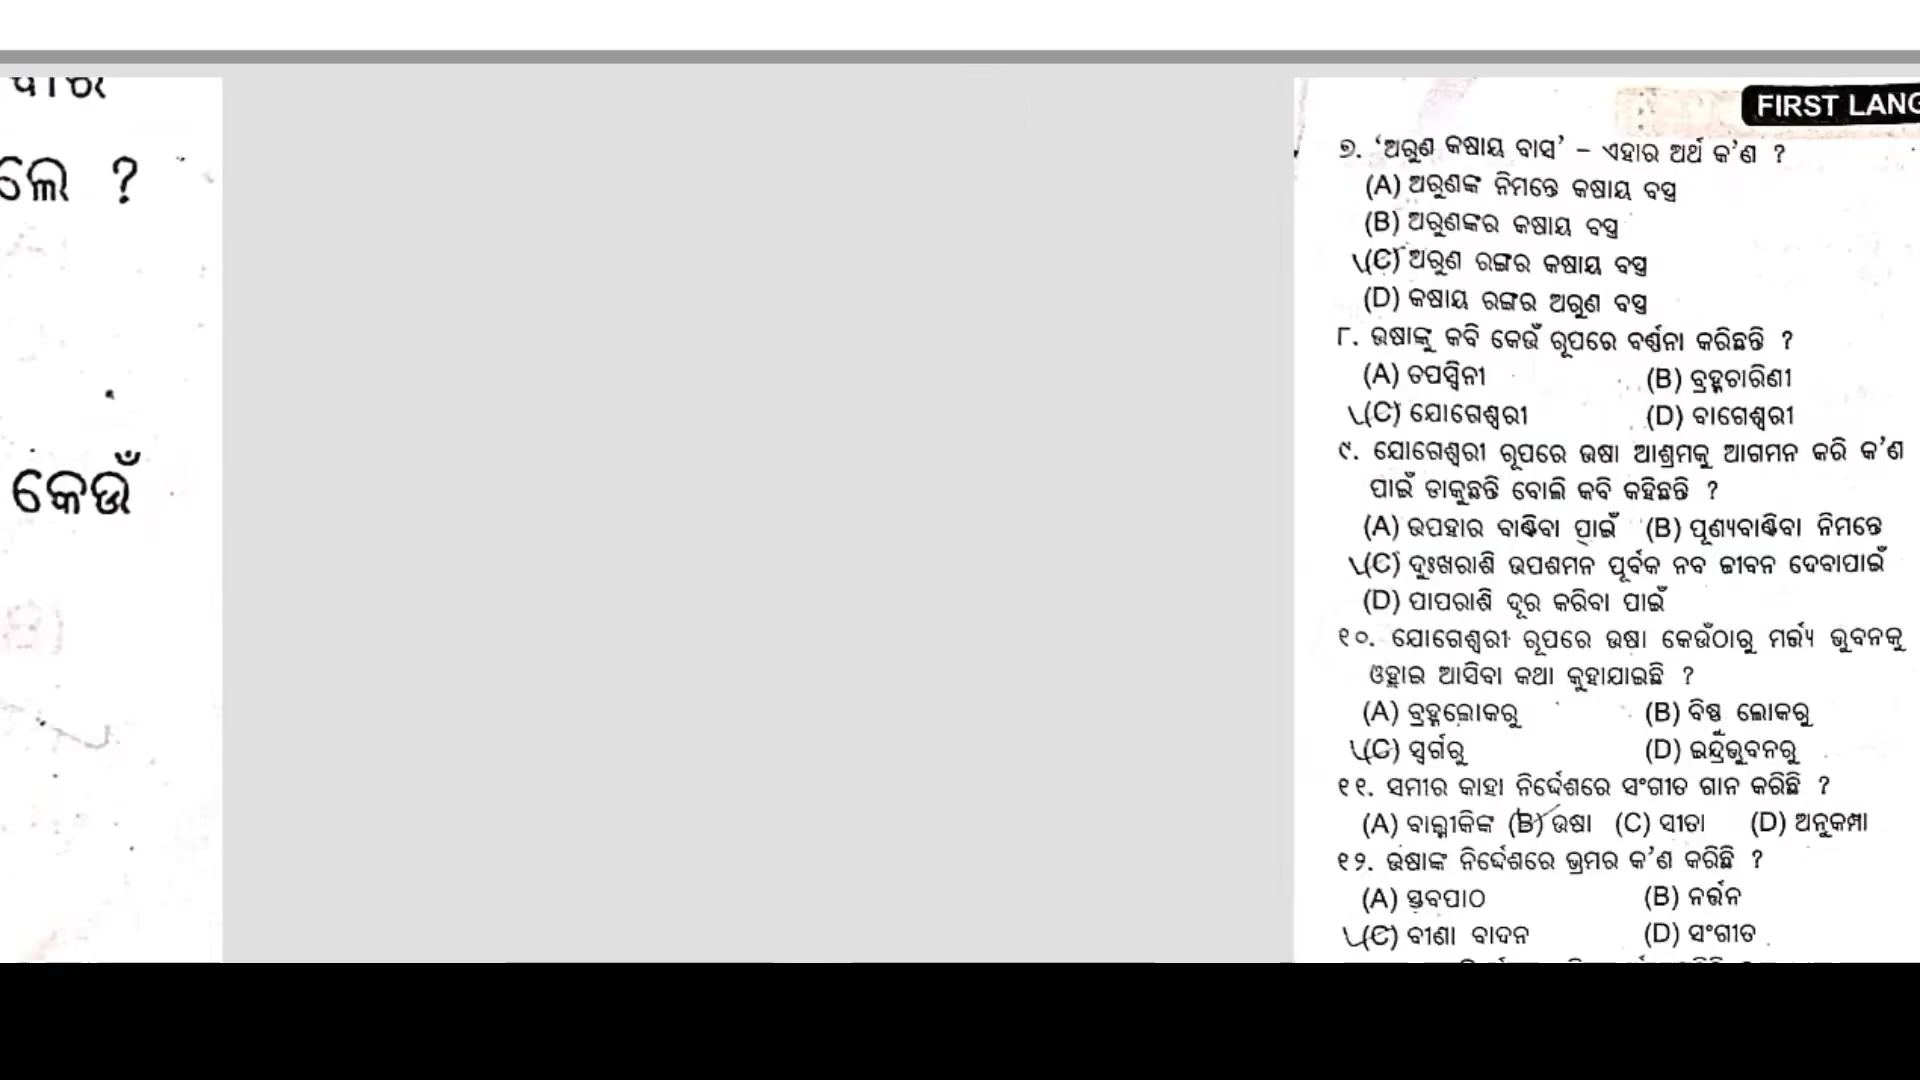 ଲେ ?
କେଉଁ
FIRST LANG
୭. ‘ଅରୁଣ କଷାୟ ବାସ’ – ଏହାର ଅର୍ଥ କ’ଣ ?
(A) ଅରୁଣଙ୍କ ନିମନ୍ତେ କଷାୟ ବସ୍ତ୍ର
(B) ଅରୁଣଙ୍କର କଷାୟ ବସ୍ତ୍ର
(C) ଅରୁଣ ରଙ୍ଗର କଷାୟ ବସ୍ତ୍ର
(D) କଷାୟ ରଙ୍ଗର ଅରୁଣ ବସ୍ତ୍ର
୮. ଉଷାଙ୍କୁ କବି କେଉଁ ରୂପରେ ବର୍ଣ୍ଣନା କରିଛନ୍ତି ?
(A) ତପସ୍ୱିନୀ (B) ବ୍ରହ୍ମଚାରିଣୀ
(C) ଯୋଗେଶ୍ୱରୀ (D) ବାଗେଶ୍ୱରୀ
୯. ଯୋଗେଶ୍ୱରୀ ରୂପରେ ଉଷା ଆଶ୍ରମକୁ ଆଗମନ କରି କ’ଣ
ପାଇଁ ଡାକୁଛନ୍ତି ବୋଲି କବି କହିଛନ୍ତି ?
(A) ଉପହାର ବାଣ୍ଟିବା ପାଇଁ (B) ପୂଣ୍ୟବାଣ୍ଟିବା ନିମନ୍ତେ
(C) ଦୁଃଖରାଶି ଉପଶମନ ପୂର୍ବକ ନବ ଜୀବନ ଦେବାପାଇଁ
(D) ପାପରାଶି ଦୂର କରିବା ପାଇଁ
୧୦. ଯୋଗେଶ୍ୱରୀ ରୂପରେ ଉଷା କେଉଁଠାରୁ ମର୍ତ୍ତ୍ୟ ଭୁବନକୁ
ଓହ୍ଲାଇ ଆସିବା କଥା କୁହାଯାଇଛି ?
(A) ବ୍ରହ୍ମଲୋକରୁ (B) ବିଷ୍ଣୁ ଲୋକରୁ
(C) ସ୍ୱର୍ଗରୁ (D) ଇନ୍ଦ୍ରଭୁବନରୁ
୧୧. ସମୀର କାହା ନିର୍ଦ୍ଦେଶରେ ସଂଗୀତ ଗାନ କରିଛି ?
(A) ବାଲ୍ମୀକିଙ୍କ (B) ଉଷା (C) ସୀତା (D) ଅନୁକମ୍ପା
୧୨. ଉଷାଙ୍କ ନିର୍ଦ୍ଦେଶରେ ଭ୍ରମର କ’ଣ କରିଛି ?
(A) ସ୍ତବପାଠ (B) ନର୍ତ୍ତନ
(C) ବୀଣା ବାଦନ (D) ସଂଗୀତ